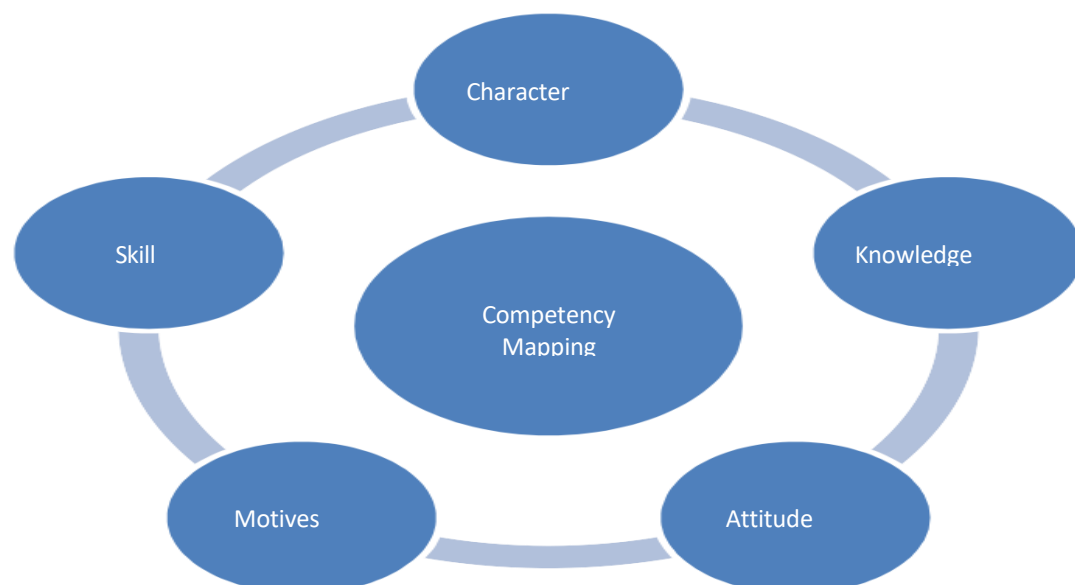 Character
Skill
Knowledge
Competency
Mapping
Motives
Attitude